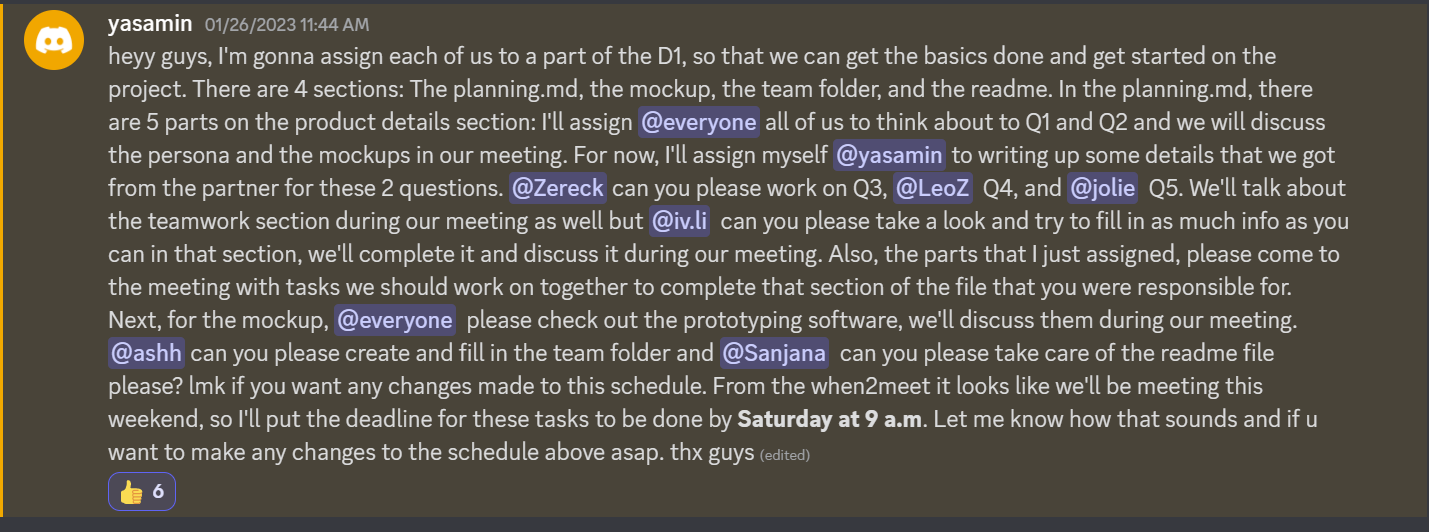 yasamin 01/26/2023 11:44 AM
heyy guys, I'm gonna assign each of us to a part of the D1, so that we can get the basics done and get started on the
project. There are 4 sections: The planning.md, the mockup, the team folder, and the readme. In the planning.md, there
are 5 parts on the product details section: I'll assign @everyone all of us to think about to Q1 and Q2 and we will discuss
the persona and the mockups in our meeting. For now, I'll assign myself @yasamin to writing up some details that we got
from the partner for these 2 questions. @Zereck can you please work on Q3, @LeoZ Q4, and @jolie Q5. We'll talk about
the teamwork section during our meeting as well but @iv.li can you please take a look and try to fill in as much info as you
can in that section, we'll complete it and discuss it during our meeting. Also, the parts that I just assigned, please come to
the meeting with tasks we should work on together to complete that section of the file that you were responsible for.
Next, for the mockup, @everyone please check out the prototyping software, we'll discuss them during our meeting.
@ashh can you please create and fill in the team folder and @Sanjana can you please take care of the readme file
please? lmk if you want any changes made to this schedule. From the when2meet it looks like we'll be meeting this
weekend, so I'll put the deadline for these tasks to be done by Saturday at 9 a.m. Let me know how that sounds and if u
want to make any changes to the schedule above asap. thx guys (edited)
👍 6